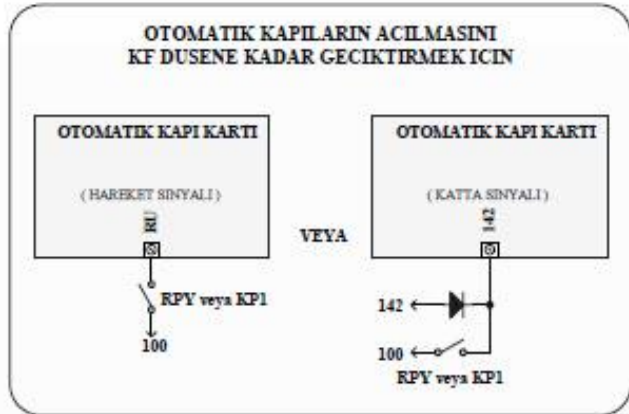 OTOMATIK KAPILARIN ACILMASINI
KF DUSENE KADAR GECIKTIRMEK ICIN
OTOMATIK KAPI KARTI
( HAREKET SINYALI )
RU
RPY veya KP1
100
VEYA
OTOMATIK KAPI KARTI
( KATTA SINYALI )
142
142
100
RPY veya KP1